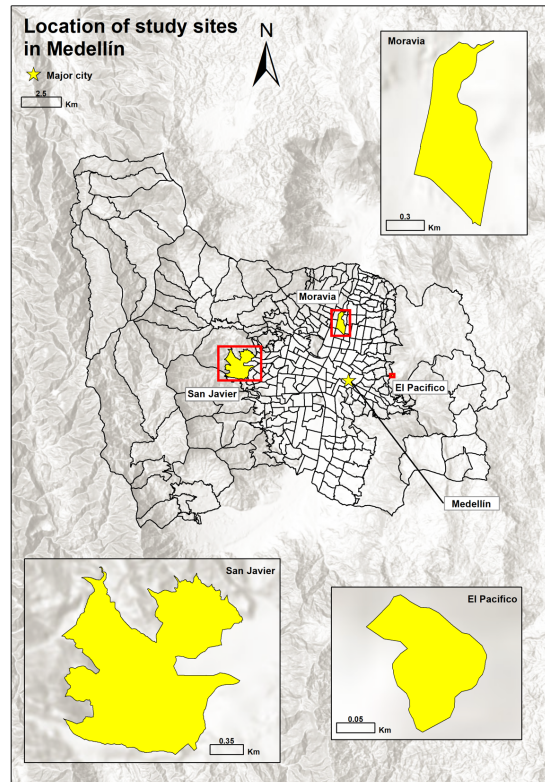 Location of study sites
in Medellín
Major city
2.5
Km
N
Moravia
0.3
Km
Moravia
San Javier
El Pacifico
Medellín
San Javier
0.35
Km
El Pacifico
0.05
Km